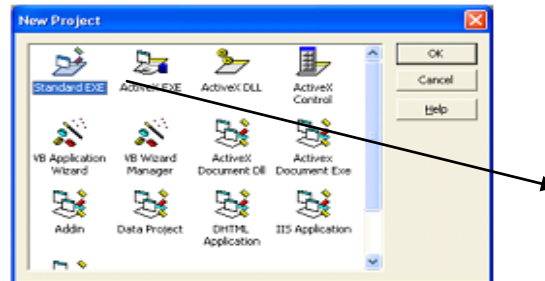 New Project
Standard EXE ActiveX EXE ActiveX DLL ActiveX Control
OK
Cancel
Help
VB Application Wizard VB Wizard Manager ActiveX Document Dll Activex Document Exe
Addin Data Project DHTML Application IIS Application